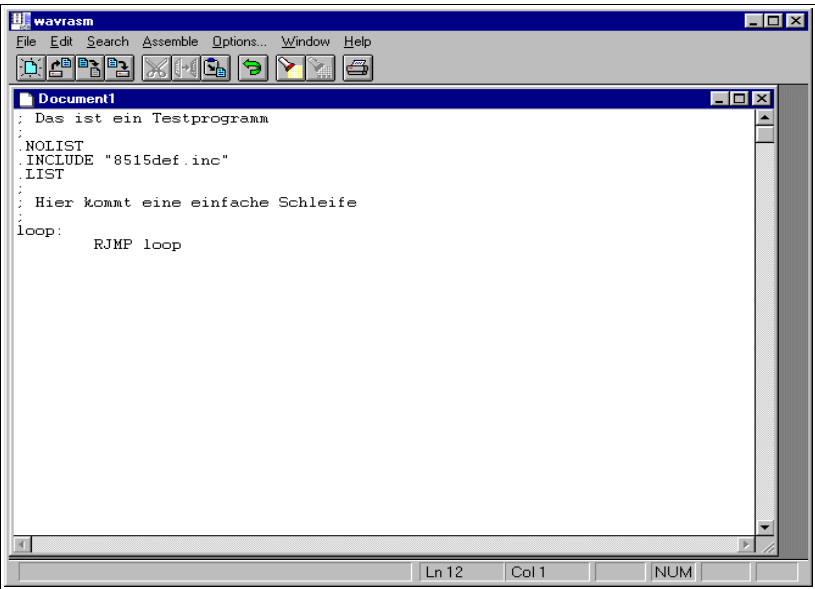 wavrasm
File Edit Search Assemble Options... Window Help
Document1
; Das ist ein Testprogramm
;
.NOLIST
.INCLUDE "8515def.inc"
.LIST
;
; Hier kommt eine einfache Schleife
;
loop:
RJMP loop
Ln 12 Col 1 NUM